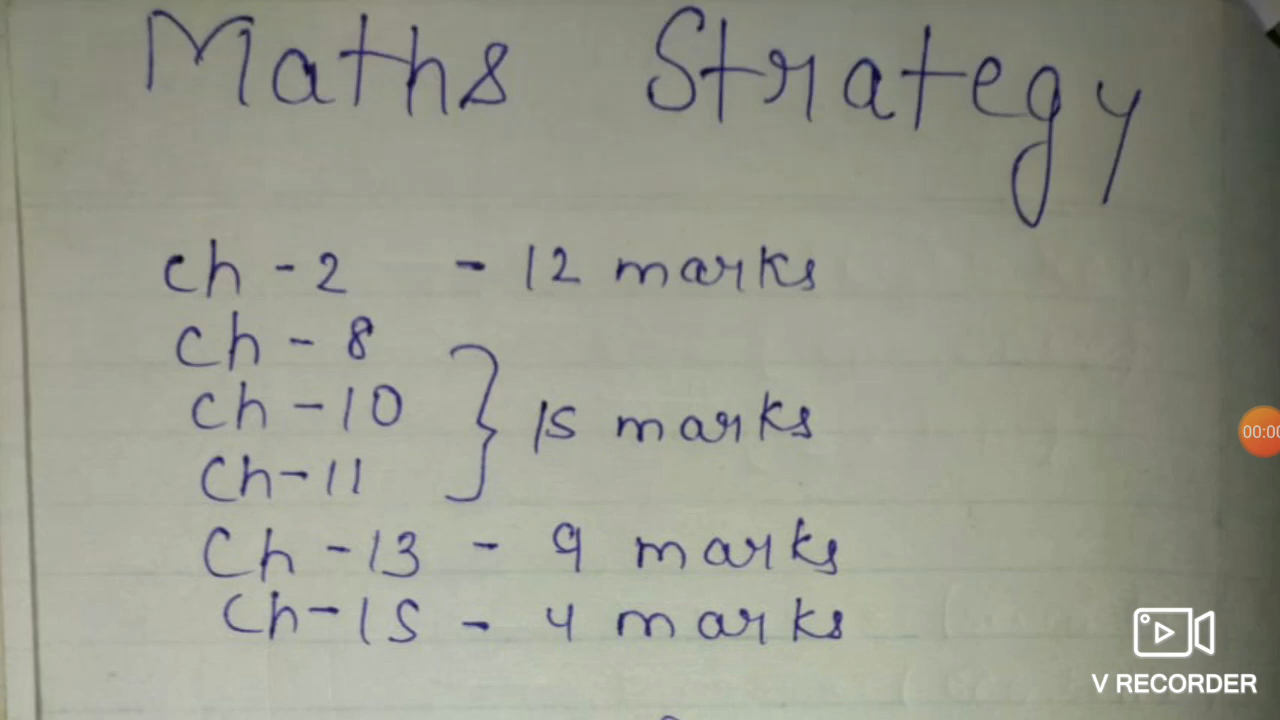 Maths Strategy
Ch - 2 - 12 marks
Ch - 8
Ch - 10 } 15 marks
Ch - 11
Ch - 13 - 9 marks
Ch - 15 - 4 marks
00:00
V RECORDER